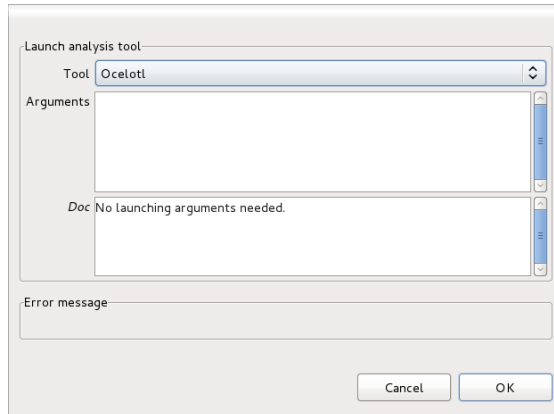 Launch analysis tool
Tool Ocelotl
Arguments
Doc No launching arguments needed.
Error message
Cancel OK